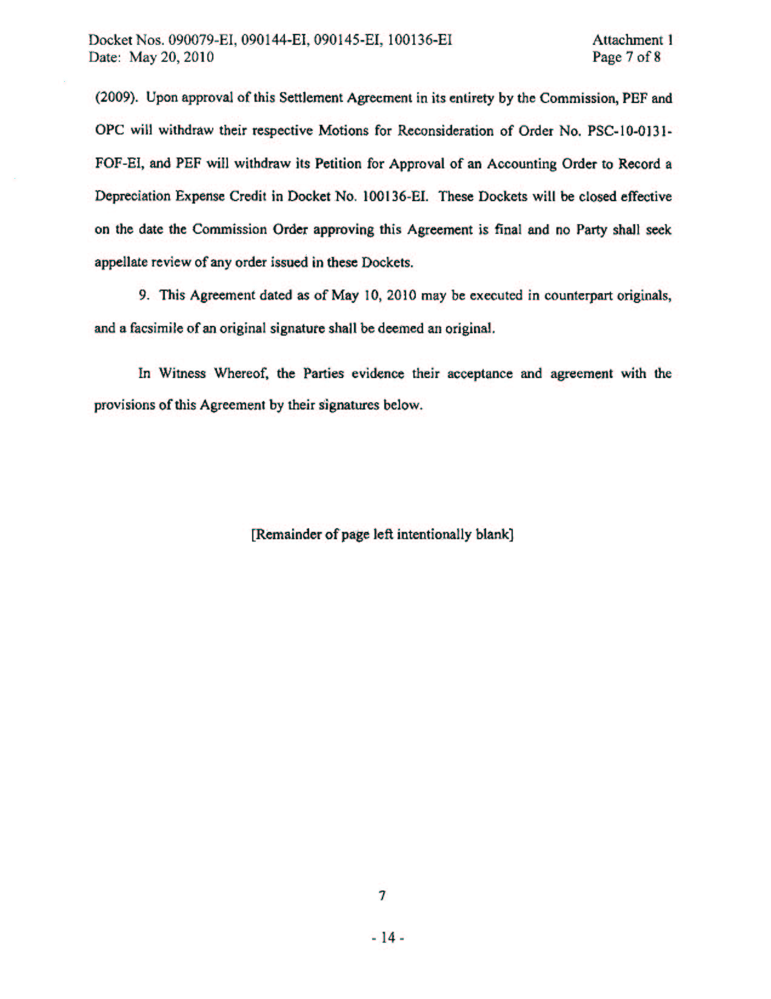 Docket Nos. 090079-EI, 090144-EI, 090145-EI, 100136-EI Attachment 1
Date: May 20, 2010 Page 7 of 8
(2009). Upon approval of this Settlement Agreement in its entirety by the Commission, PEF and
OPC will withdraw their respective Motions for Reconsideration of Order No. PSC-10-0131-
FOF-EI, and PEF will withdraw its Petition for Approval of an Accounting Order to Record a
Depreciation Expense Credit in Docket No. 100136-EI. These Dockets will be closed effective
on the date the Commission Order approving this Agreement is final and no Party shall seek
appellate review of any order issued in these Dockets.
9. This Agreement dated as of May 10, 2010 may be executed in counterpart originals,
and a facsimile of an original signature shall be deemed an original.
In Witness Whereof, the Parties evidence their acceptance and agreement with the
provisions of this Agreement by their signatures below.
[Remainder of page left intentionally blank]
7
- 14 -